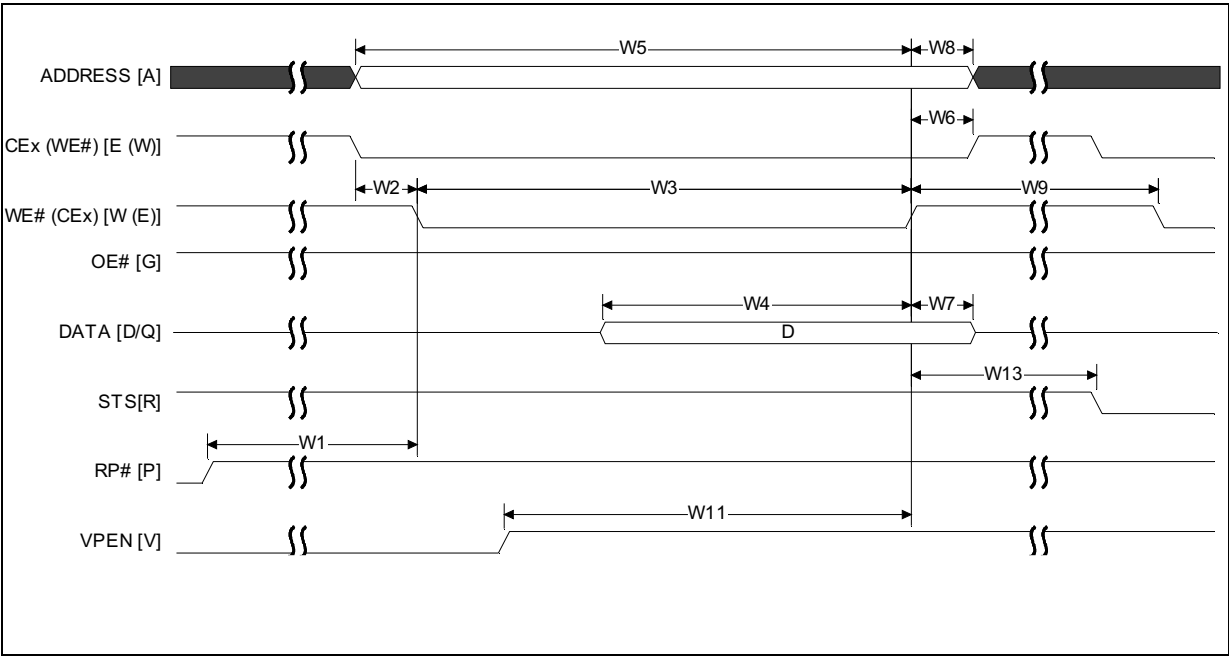 W5 W8
ADDRESS [A]
W6
CEx (WE#) [E (W)]
W2 W3 W9
WE# (CEx) [W (E)]
OE# [G]
W4 W7
DATA [D/Q] D
W13
STS[R]
W1
RP# [P]
W11
VPEN [V]